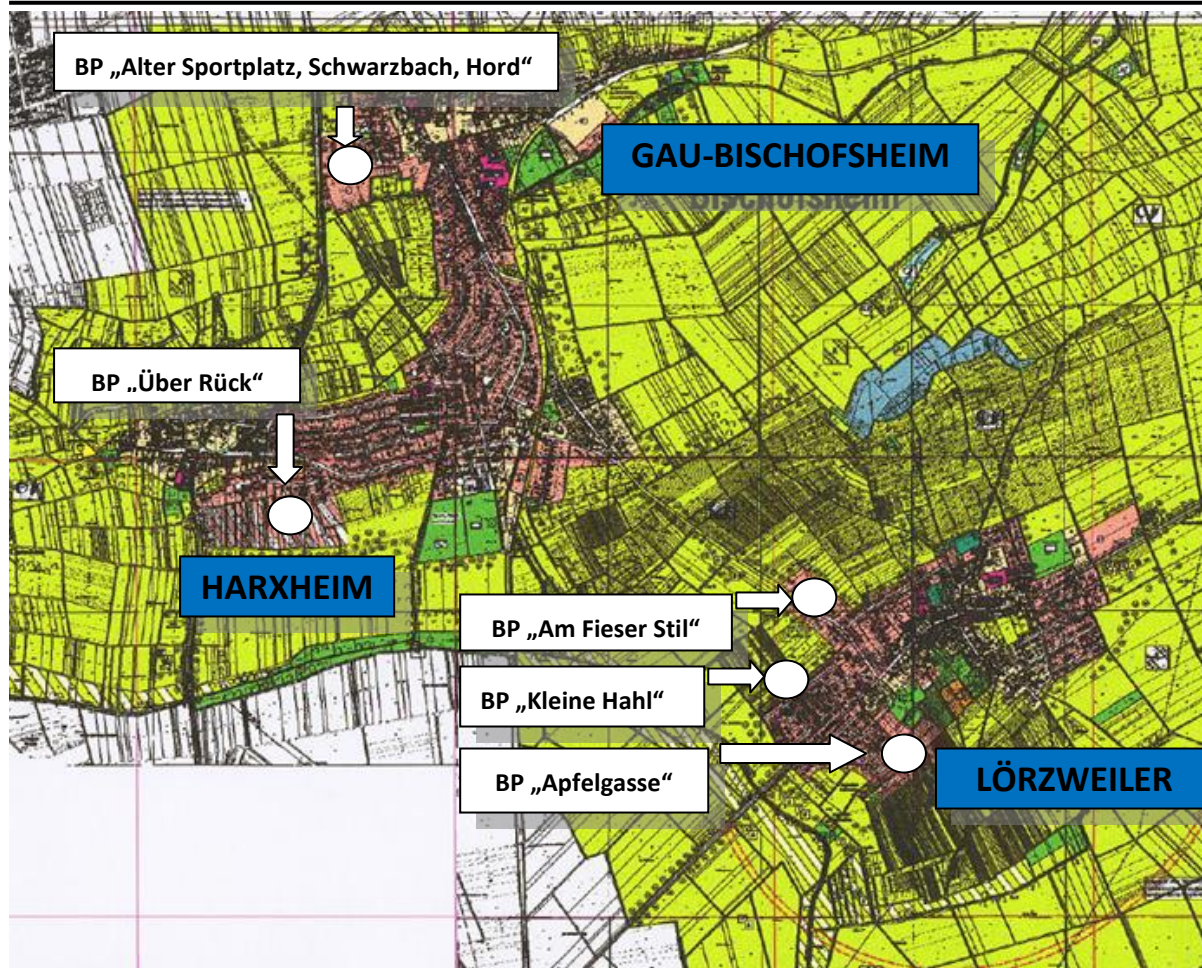 BP „Alter Sportplatz, Schwarzbach, Hord“
GAU-BISCHOFSHEIM
Bischofsheim
BP „Über Rück“
HARXHEIM
BP „Am Fieser Stil“
BP „Kleine Hahl“
BP „Apfelgasse“
LÖRZWEILER